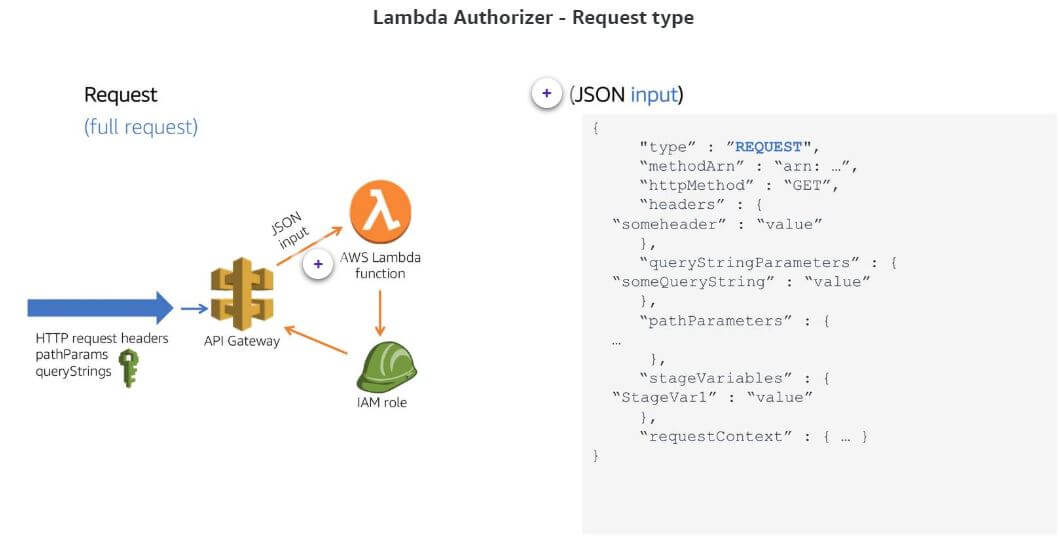 Lambda Authorizer - Request type
Request
(full request)
JSON
input
+
AWS Lambda
function
API Gateway
HTTP request headers
pathParams
queryStrings
IAM role
+
(JSON input)
{
"type” : ”REQUEST",
“methodArn” : “arn: …”,
“httpMethod” : “GET”,
“headers” : {
“someheader” : “value”
},
“queryStringParameters” : {
“someQueryString” : “value”
},
“pathParameters” : {
…
},
“stageVariables” : {
“StageVar1” : “value”
},
“requestContext” : { … }
}